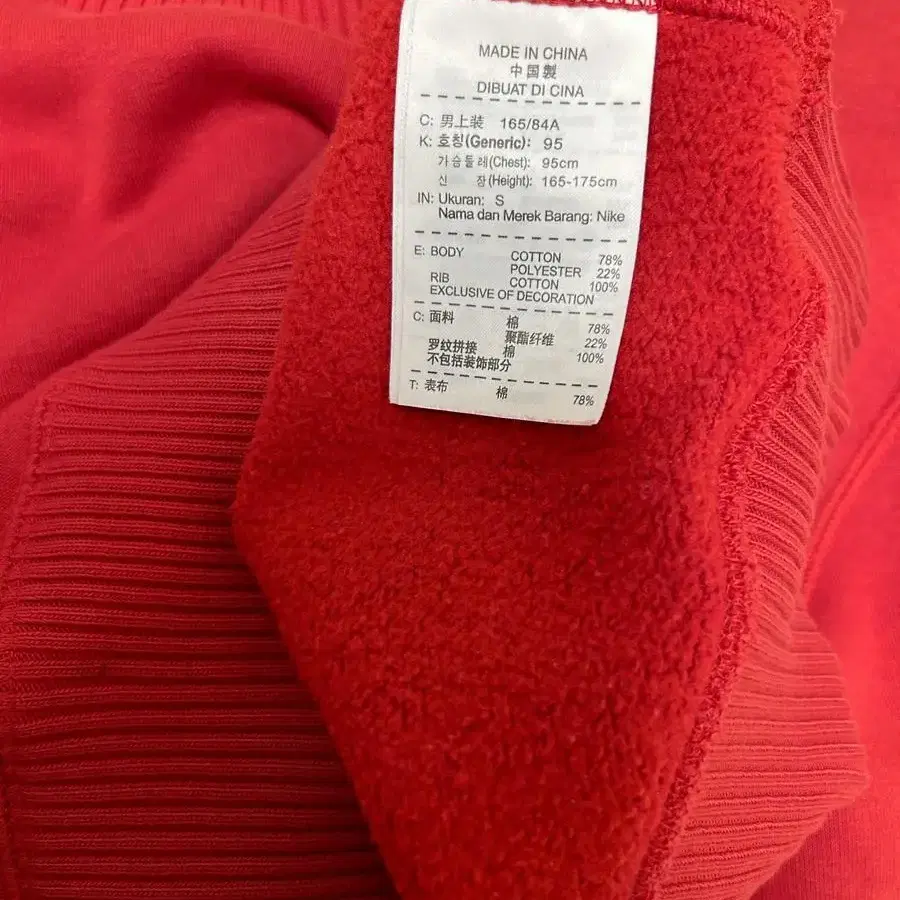 MADE IN CHINA
中国製
DIBUAT DI CINA
C: 男上装 165/84A
K: 호칭(Generic): 95
가슴둘레(Chest): 95cm
신 장(Height): 165-175cm
IN: Ukuran: S
Nama dan Merek Barang: Nike
E: BODY COTTON 78%
POLYESTER 22%
RIB COTTON 100%
EXCLUSIVE OF DECORATION
C: 面料 棉 78%
聚酯纤维 22%
罗纹拼接 棉 100%
不包括装饰部分
T: 表布 棉 78%